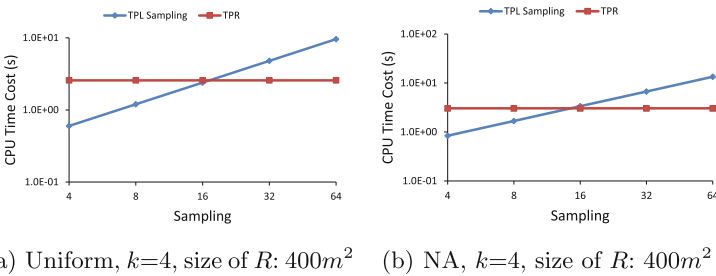 TPL Sampling TPR
1.0E+01
1.0E+00
1.0E-01
CPU Time Cost (s)
4 8 16 32 64
Sampling
a) Uniform, k=4, size of R: 400m²
TPL Sampling TPR
1.0E+02
1.0E+01
1.0E+00
1.0E-01
CPU Time Cost (s)
4 8 16 32 64
Sampling
(b) NA, k=4, size of R: 400m²